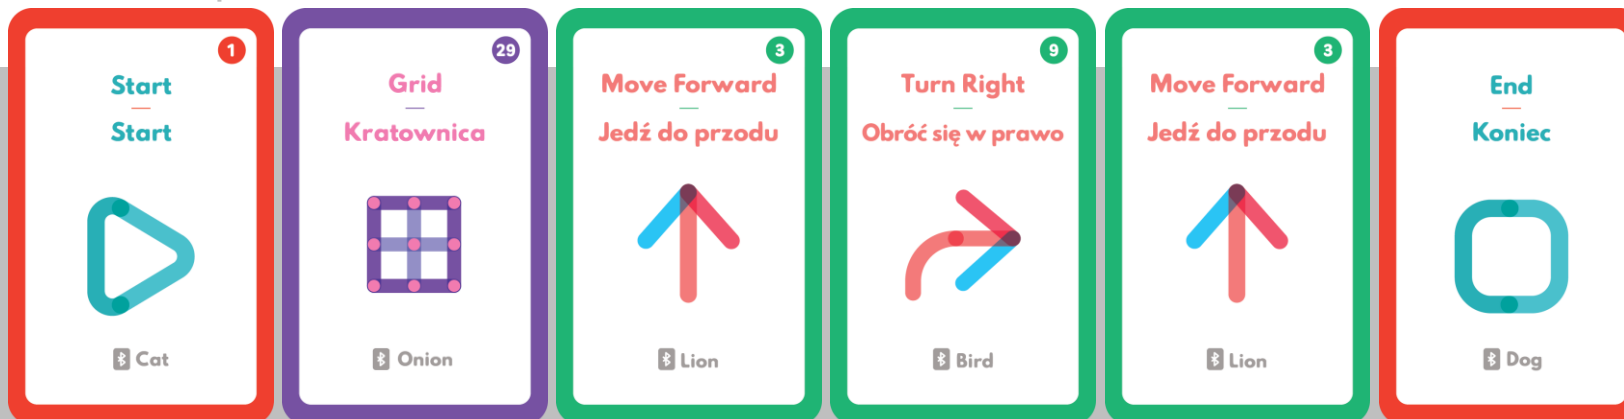 1
Start
Start
Cat
29
Grid
Kratownica
Onion
3
Move Forward
Jedź do przodu
Lion
9
Turn Right
Obróć się w prawo
Bird
3
Move Forward
Jedź do przodu
Lion
End
Koniec
Dog